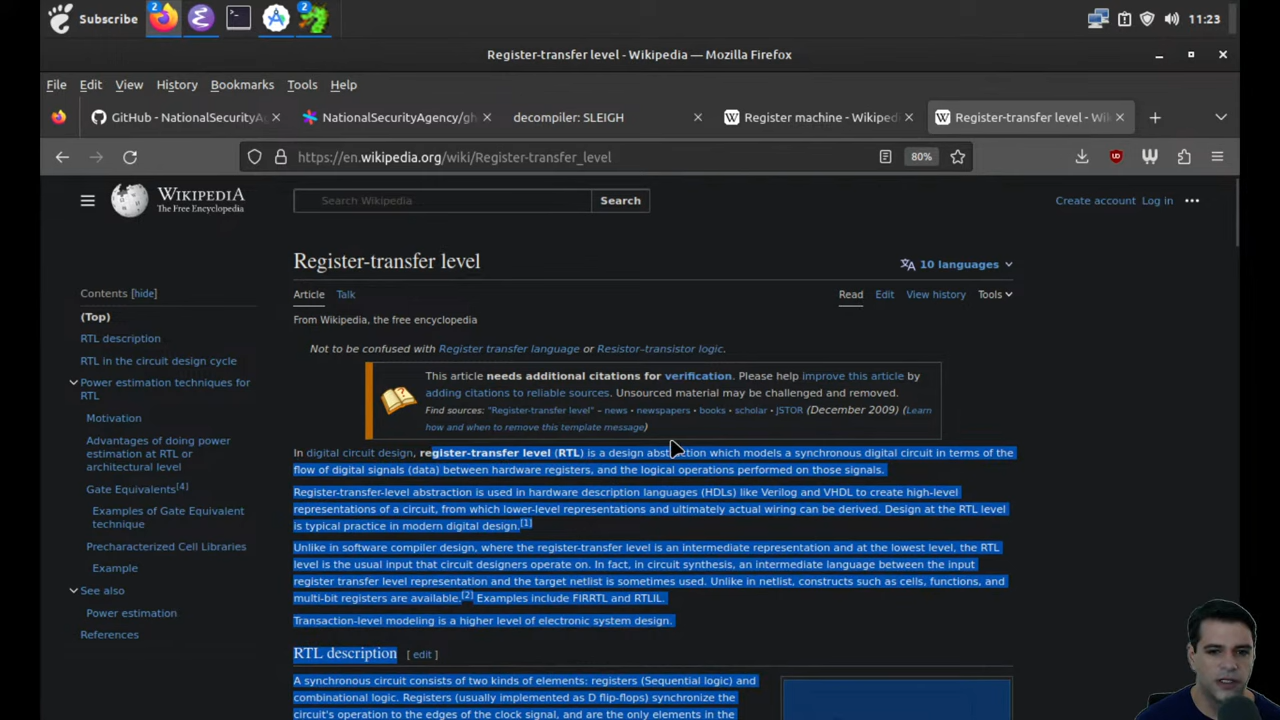 Subscribe
2
2
11:23
Register-transfer level - Wikipedia — Mozilla Firefox
File Edit View History Bookmarks Tools Help
GitHub - NationalSecurityAg
NationalSecurityAgency/gh
decompiler: SLEIGH
Register machine - Wikiped
Register-transfer level - Wik
https://en.wikipedia.org/wiki/Register-transfer_level
80%
WIKIPEDIA
The Free Encyclopedia
Search Wikipedia
Search
Create account Log in
Register-transfer level
10 languages
Contents [hide]
Article Talk
Read Edit View history Tools
(Top)
From Wikipedia, the free encyclopedia
RTL description
RTL in the circuit design cycle
Power estimation techniques for
RTL
Motivation
Advantages of doing power
estimation at RTL or
architectural level
Gate Equivalents[4]
Examples of Gate Equivalent
technique
Precharacterized Cell Libraries
Example
See also
Power estimation
References
Not to be confused with Register transfer language or Resistor–transistor logic.
This article needs additional citations for verification. Please help improve this article by
adding citations to reliable sources. Unsourced material may be challenged and removed.
Find sources: "Register-transfer level" – news • newspapers • books • scholar • JSTOR (December 2009) (Learn
how and when to remove this template message)
In digital circuit design, register-transfer level (RTL) is a design abstraction which models a synchronous digital circuit in terms of the
flow of digital signals (data) between hardware registers, and the logical operations performed on those signals.
Register-transfer-level abstraction is used in hardware description languages (HDLs) like Verilog and VHDL to create high-level
representations of a circuit, from which lower-level representations and ultimately actual wiring can be derived. Design at the RTL level
is typical practice in modern digital design.[1]
Unlike in software compiler design, where the register-transfer level is an intermediate representation and at the lowest level, the RTL
level is the usual input that circuit designers operate on. In fact, in circuit synthesis, an intermediate language between the input
register transfer level representation and the target netlist is sometimes used. Unlike in netlist, constructs such as cells, functions, and
multi-bit registers are available.[2] Examples include FIRRTL and RTLIL.
Transaction-level modeling is a higher level of electronic system design.
RTL description [ edit ]
A synchronous circuit consists of two kinds of elements: registers (Sequential logic) and
combinational logic. Registers (usually implemented as D flip-flops) synchronize the
circuit's operation to the edges of the clock signal, and are the only elements in the